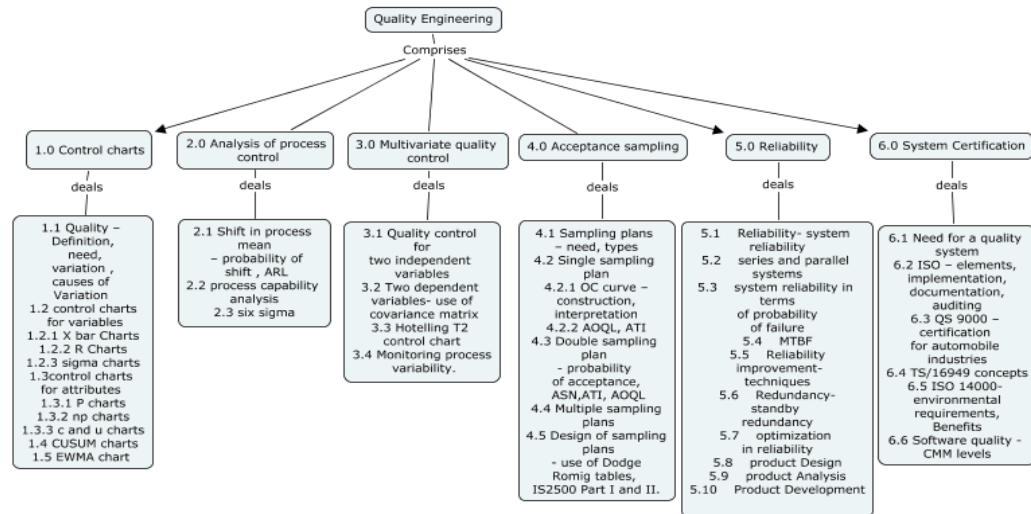 Quality Engineering
Comprises
1.0 Control charts
2.0 Analysis of process
control
3.0 Multivariate quality
control
4.0 Acceptance sampling
5.0 Reliability
6.0 System Certification
deals
deals
deals
deals
deals
deals
1.1 Quality –
Definition,
need,
variation ,
causes of
Variation
1.2 control charts
for variables
1.2.1 X bar Charts
1.2.2 R Charts
1.2.3 sigma charts
1.3control charts
for attributes
1.3.1 P charts
1.3.2 np charts
1.3.3 c and u charts
1.4 CUSUM charts
1.5 EWMA chart
2.1 Shift in process
mean
– probability of
shift , ARL
2.2 process capability
analysis
2.3 six sigma
3.1 Quality control
for
two independent
variables
3.2 Two dependent
variables- use of
covariance matrix
3.3 Hotelling T2
control chart
3.4 Monitoring process
variability.
4.1 Sampling plans
– need, types
4.2 Single sampling
plan
4.2.1 OC curve –
construction,
interpretation
4.2.2 AOQL, ATI
4.3 Double sampling
plan
- probability
of acceptance,
ASN,ATI, AOQL
4.4 Multiple sampling
plans
4.5 Design of sampling
plans
- use of Dodge
Romig tables,
IS2500 Part I and II.
5.1 Reliability- system
reliability
5.2 series and parallel
systems
5.3 system reliability in
terms
of probability
of failure
5.4 MTBF
5.5 Reliability
improvement-
techniques
5.6 Redundancy-
standby
redundancy
5.7 optimization
in reliability
5.8 product Design
5.9 product Analysis
5.10 Product Development
6.1 Need for a quality
system
6.2 ISO – elements,
implementation,
documentation,
auditing
6.3 QS 9000 –
certification
for automobile
industries
6.4 TS/16949 concepts
6.5 ISO 14000-
environmental
requirements,
Benefits
6.6 Software quality -
CMM levels